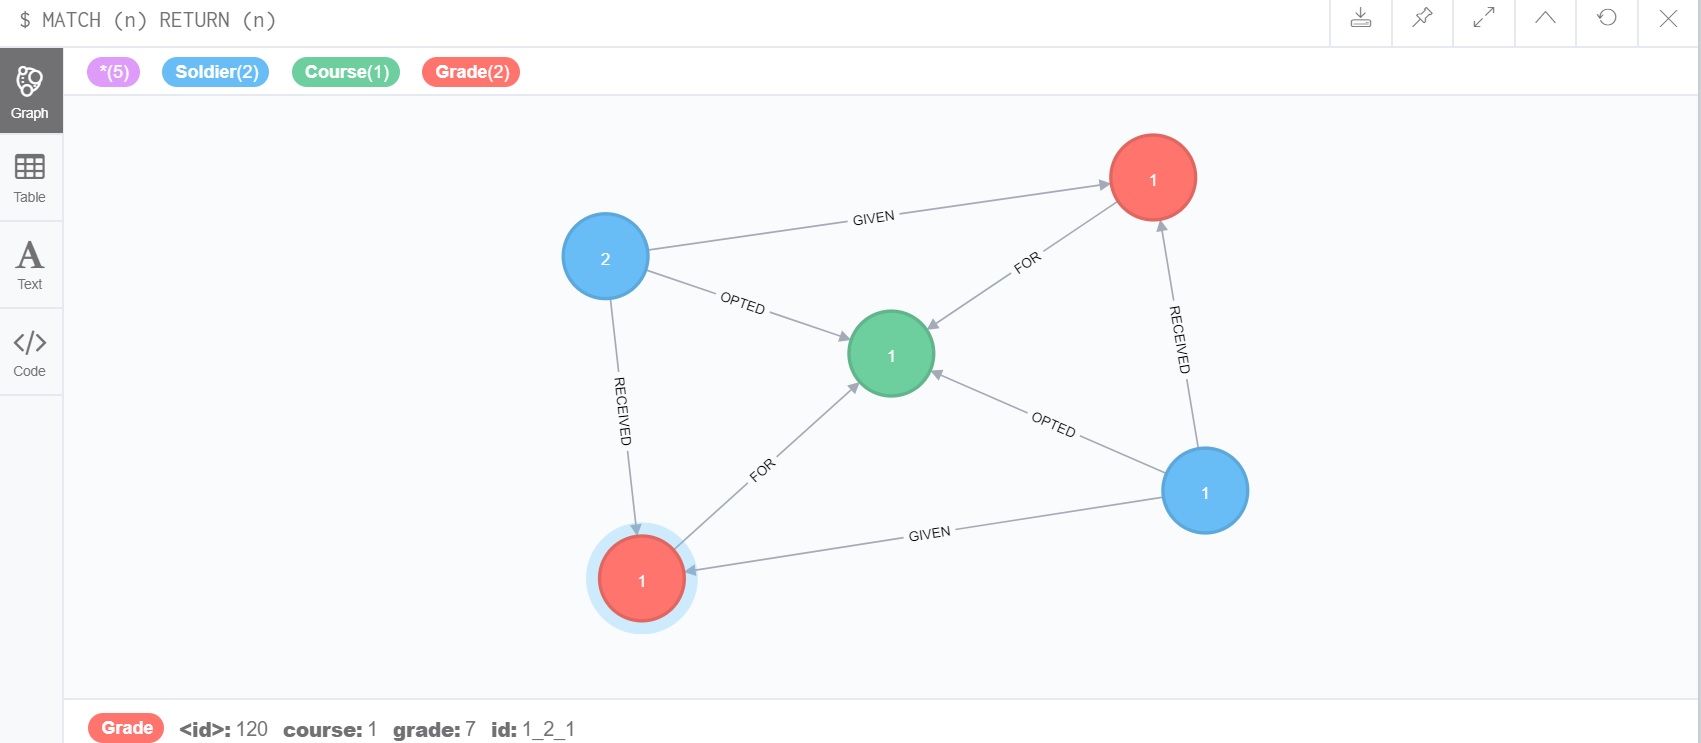 $ MATCH (n) RETURN (n)
*(5) Soldier(2) Course(1) Grade(2)
Graph
Table
A
Text
</>
Code
1
GIVEN
2
FOR
OPTED
RECEIVED
1
RECEIVED
OPTED
FOR
1
GIVEN
1
Grade <id>: 120 course: 1 grade: 7 id: 1_2_1